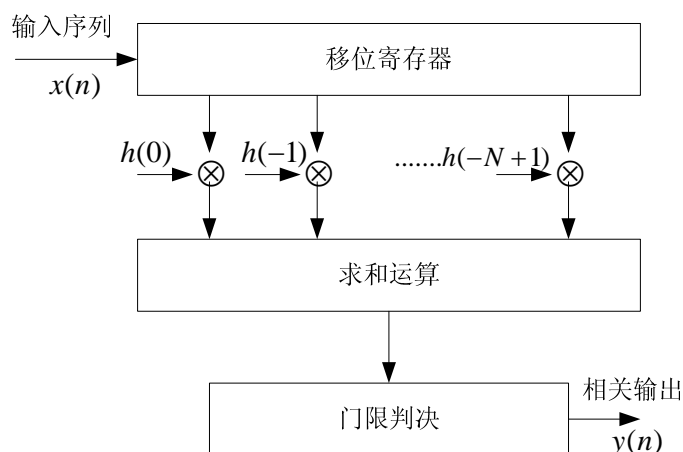 输入序列
x(n)
移位寄存器
h(0)
h(−1)
.......h(−N+1)
求和运算
门限判决
相关输出
y(n)